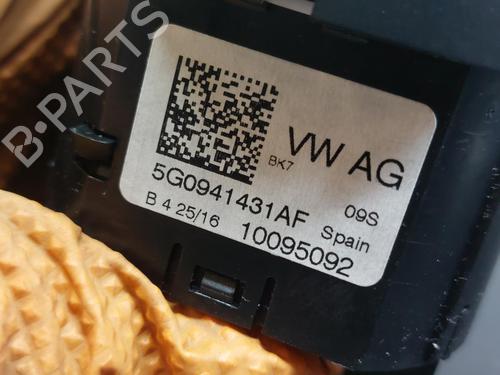 B-PARTS
VW AG
BK7
5G0941431AF 09S
B 4 25/16 10095092 Spain